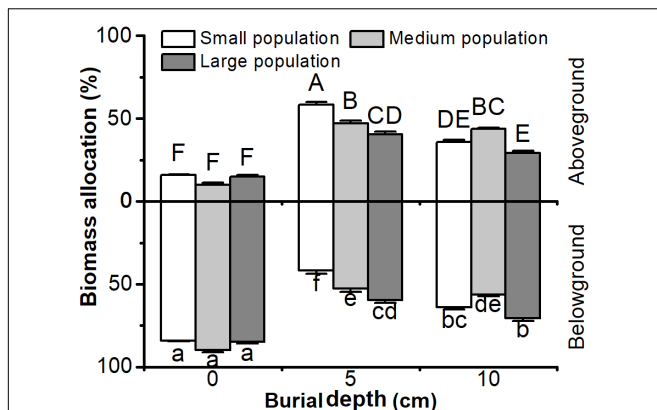 100
Small population Medium population
Large population
A
B
CD
DE
BC
E
F F F
50
0
50
100
f
e
cd
bc
de
b
a a a
0 5 10
Burial depth (cm)
Biomass allocation (%)
Aboveground
Belowground